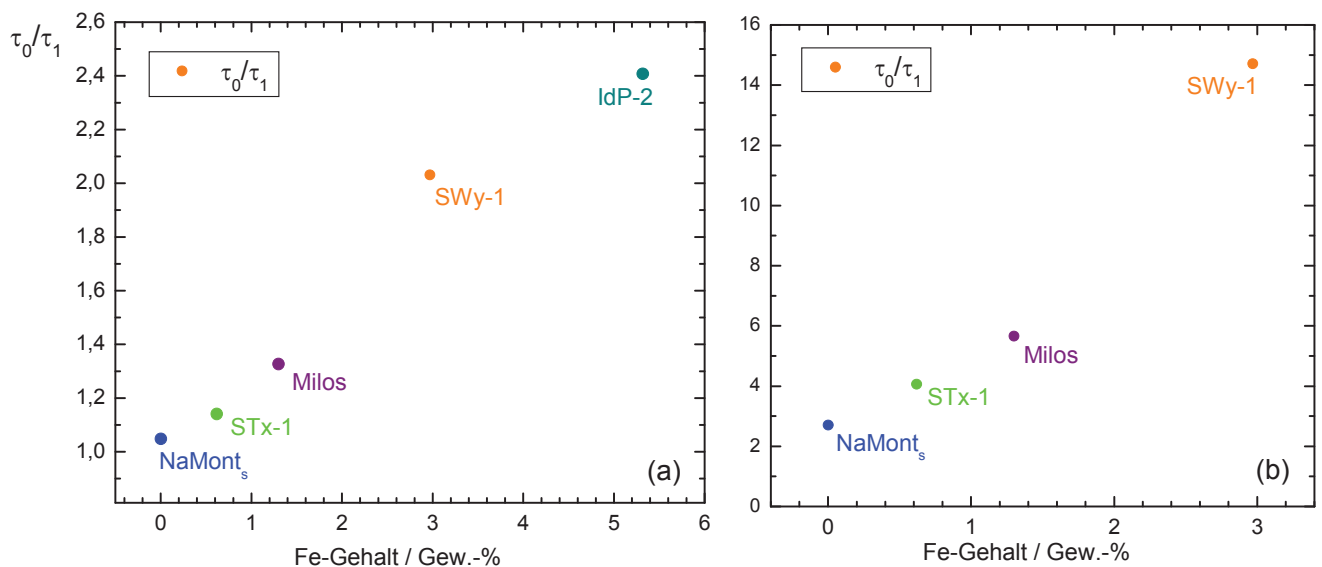 τ₀/τ₁
2,6
2,4
2,2
2,0
1,8
1,6
1,4
1,2
1,0
τ₀/τ₁
IdP-2
SWy-1
Milos
STx-1
NaMontₛ
(a)
0 1 2 3 4 5 6
Fe-Gehalt / Gew.-%
16
14
12
10
8
6
4
2
0
τ₀/τ₁
SWy-1
Milos
STx-1
NaMontₛ
(b)
0 1 2 3
Fe-Gehalt / Gew.-%